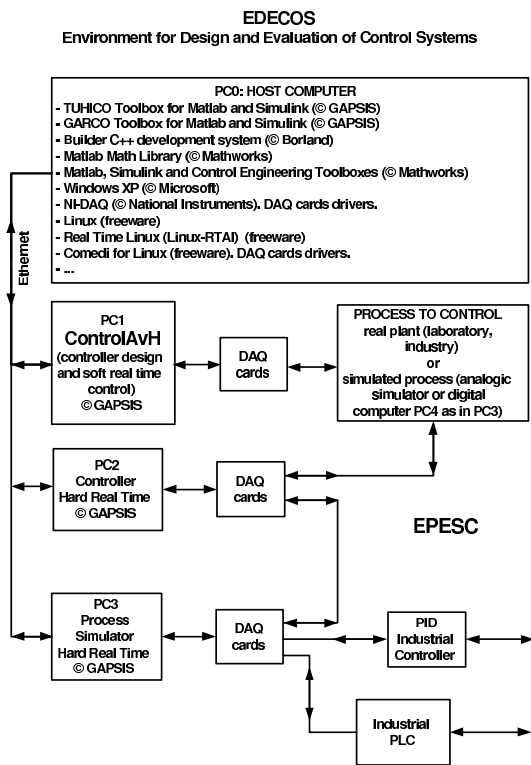 EDECOS
Environment for Design and Evaluation of Control Systems
PC0: HOST COMPUTER
- TUHICO Toolbox for Matlab and Simulink (© GAPSIS)
- GARCO Toolbox for Matlab and Simulink (© GAPSIS)
- Builder C++ development system (© Borland)
- Matlab Math Library (© Mathworks)
- Matlab, Simulink and Control Engineering Toolboxes (© Mathworks)
- Windows XP (© Microsoft)
- NI-DAQ (© National Instruments). DAQ cards drivers.
- Linux (freeware)
- Real Time Linux (Linux-RTAI) (freeware)
- Comedi for Linux (freeware). DAQ cards drivers.
- ...
Ethernet
PC1
ControlAvH
(controller design
and soft real time
control)
© GAPSIS
DAQ
cards
PROCESS TO CONTROL
real plant (laboratory,
industry)
or
simulated process (analogic
simulator or digital
computer PC4 as in PC3)
PC2
Controller
Hard Real Time
© GAPSIS
DAQ
cards
EPESC
PC3
Process
Simulator
Hard Real Time
© GAPSIS
DAQ
cards
PID
Industrial
Controller
Industrial
PLC